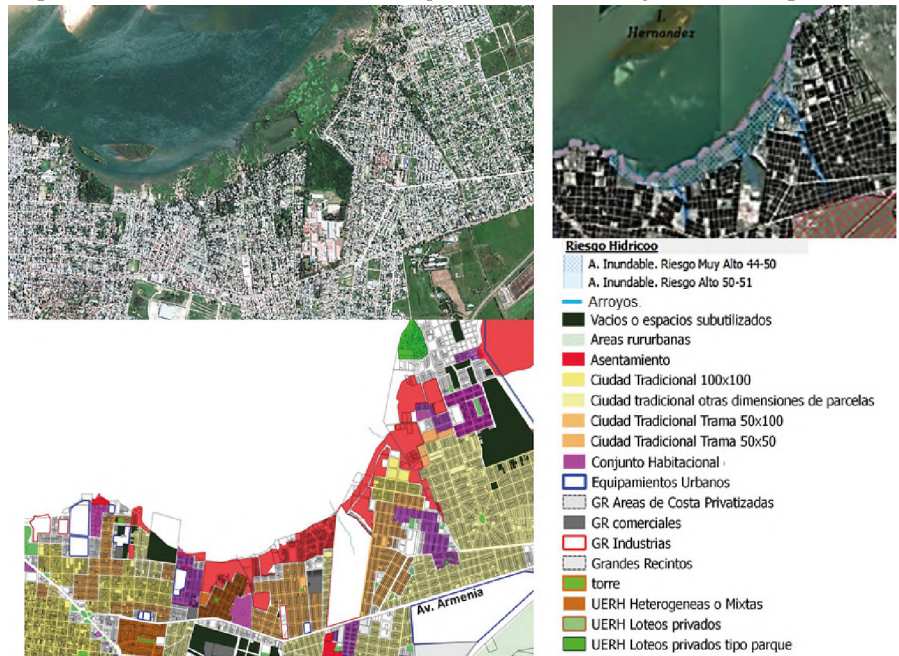 I.
Hernandez
Riesgo Hidricoo
A. Inundable. Riesgo Muy Alto 44-50
A. Inundable. Riesgo Alto 50-51
Arroyos.
Vacios o espacios subutilizados
Areas rururbanas
Asentamiento
Ciudad Tradicional 100x100
Ciudad tradicional otras dimensiones de parcelas
Ciudad Tradicional Trama 50x100
Ciudad Tradicional Trama 50x50
Conjunto Habitacional
Equipamientos Urbanos
GR Areas de Costa Privatizadas
GR comerciales
GR Industrias
Grandes Recintos
torre
UERH Heterogeneas o Mixtas
UERH Loteos privados
UERH Loteos privados tipo parque
Av. Armenia